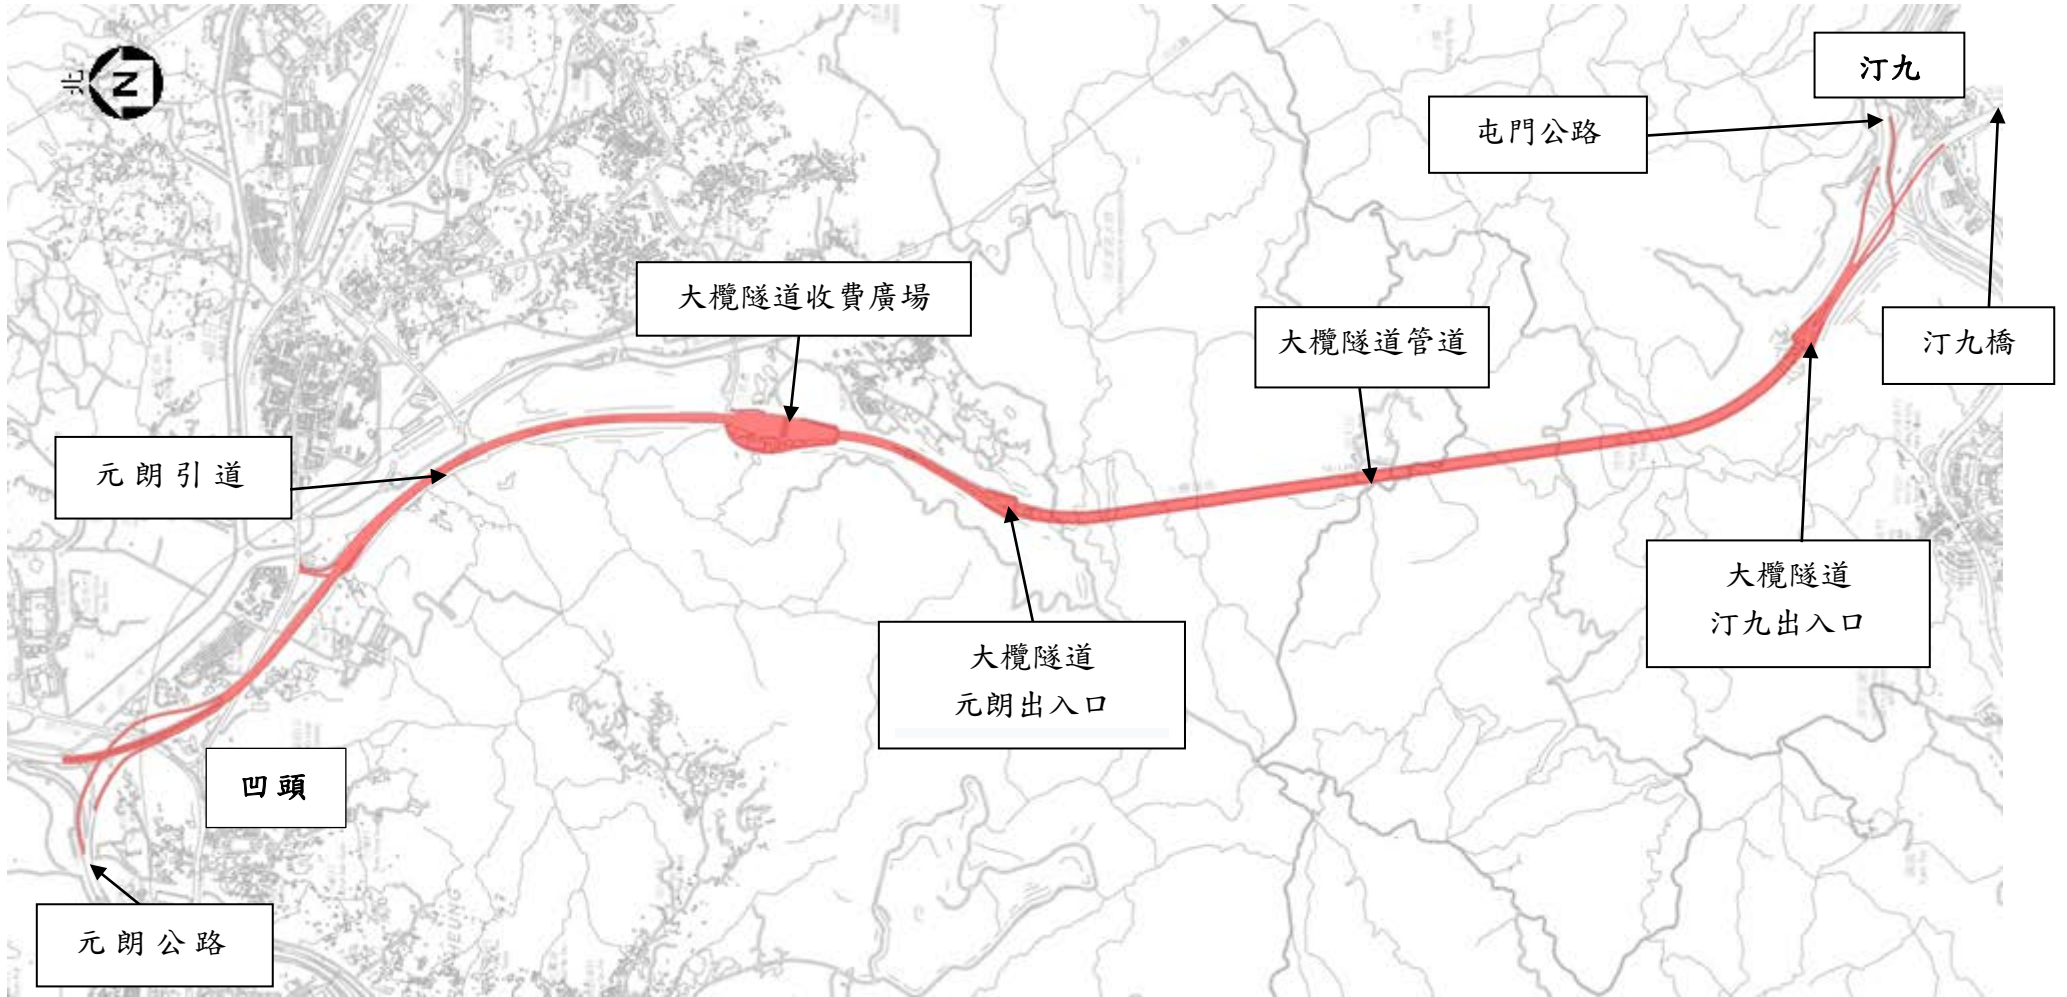 北
N
汀九
屯門公路
大欖隧道收費廣場
大欖隧道管道
汀九橋
元朗引道
大欖隧道
汀九出入口
大欖隧道
元朗出入口
凹頭
元朗公路